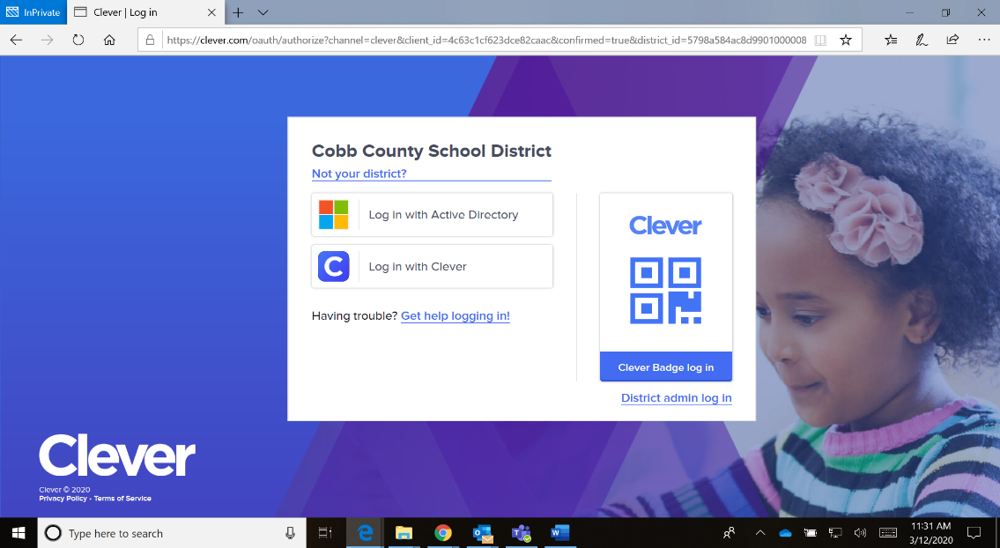 InPrivate
Clever | Log in
https://clever.com/oauth/authorize?channel=clever&client_id=4c63c1cf623dce82caac&confirmed=true&district_id=5798a584ac8d9901000008
Cobb County School District
Not your district?
Log in with Active Directory
Log in with Clever
Having trouble? Get help logging in!
Clever
Clever Badge log in
District admin log in
Clever
Clever © 2020
Privacy Policy - Terms of Service
Type here to search
11:31 AM
3/12/2020